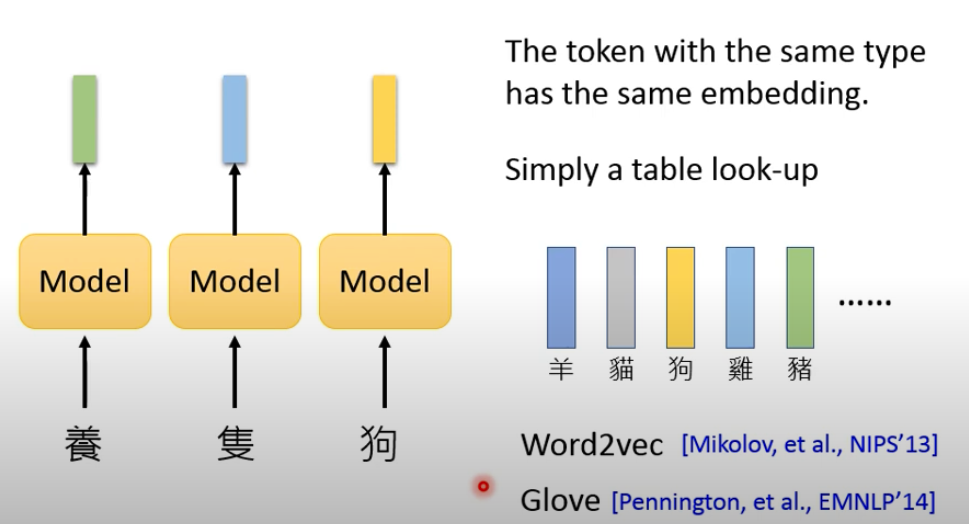 The token with the same type
has the same embedding.
Simply a table look-up
Model Model Model
養 隻 狗
羊 貓 狗 雞 豬
......
Word2vec [Mikolov, et al., NIPS’13]
Glove [Pennington, et al., EMNLP’14]